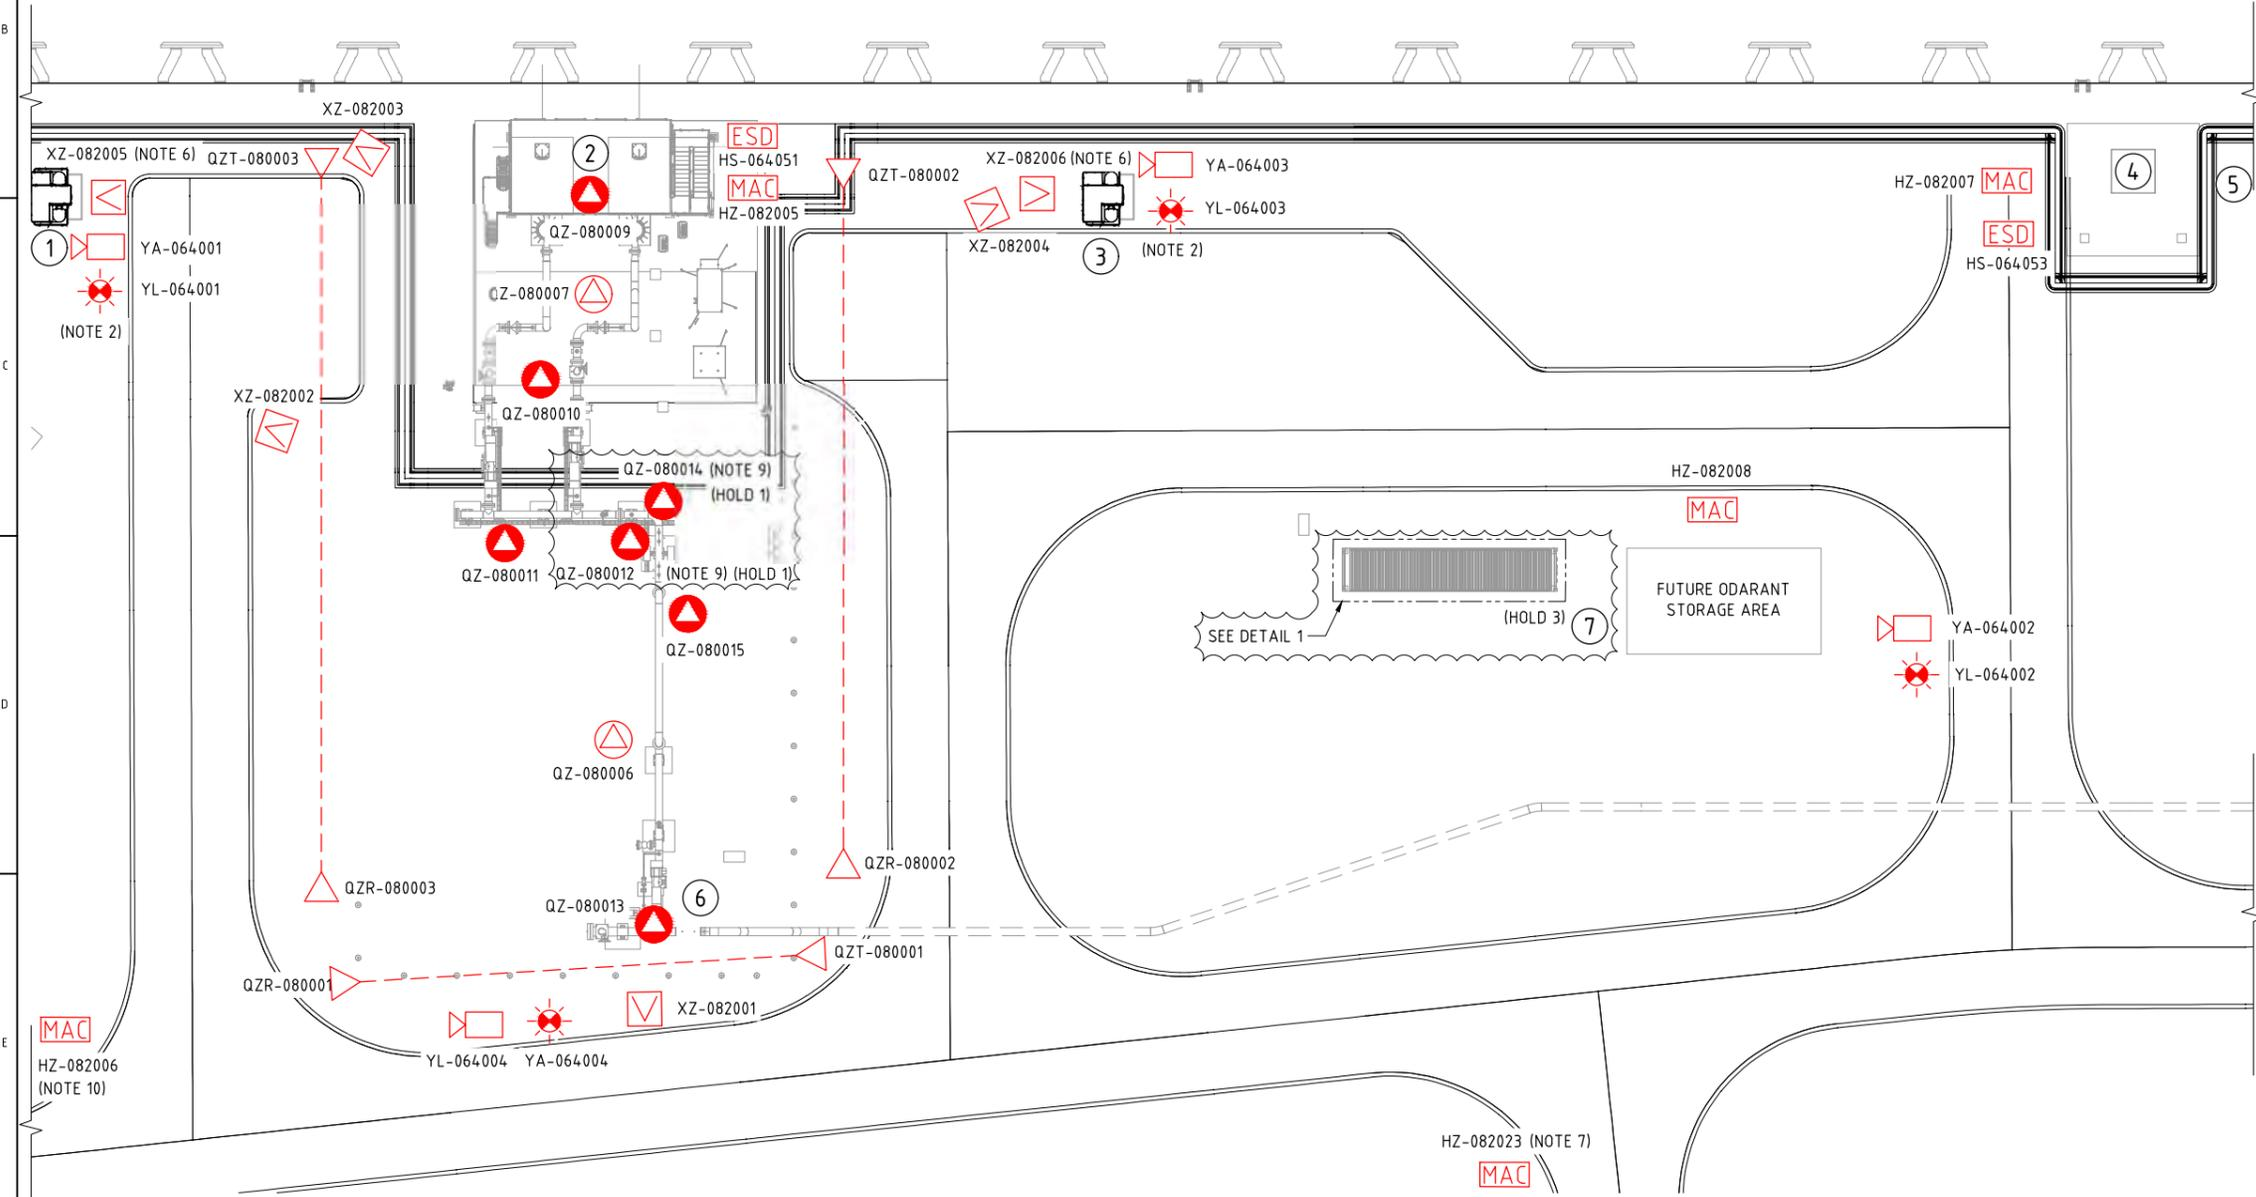 B
XZ-082003
XZ-082005 (NOTE 6)
QZT-080003
1
YA-064001
YL-064001
(NOTE 2)
2
QZ-080009
ESD
HS-064051
MAC
HZ-082005
QZT-080002
XZ-082006 (NOTE 6)
YA-064003
YL-064003
XZ-082004
3
(NOTE 2)
HZ-082007
MAC
ESD
HS-064053
4
5
Z-080007
C
XZ-082002
QZ-080010
QZ-080014 (NOTE 9)
(HOLD 1)
QZ-080011
QZ-080012
(NOTE 9) (HOLD 1)
QZ-080015
HZ-082008
MAC
FUTURE ODARANT
STORAGE AREA
(HOLD 3)
7
SEE DETAIL 1
YA-064002
YL-064002
D
QZ-080006
QZR-080003
QZR-080002
QZ-080013
6
QZT-080001
QZR-080001
XZ-082001
YL-064004
YA-064004
E
MAC
HZ-082006
(NOTE 10)
HZ-082023 (NOTE 7)
MAC